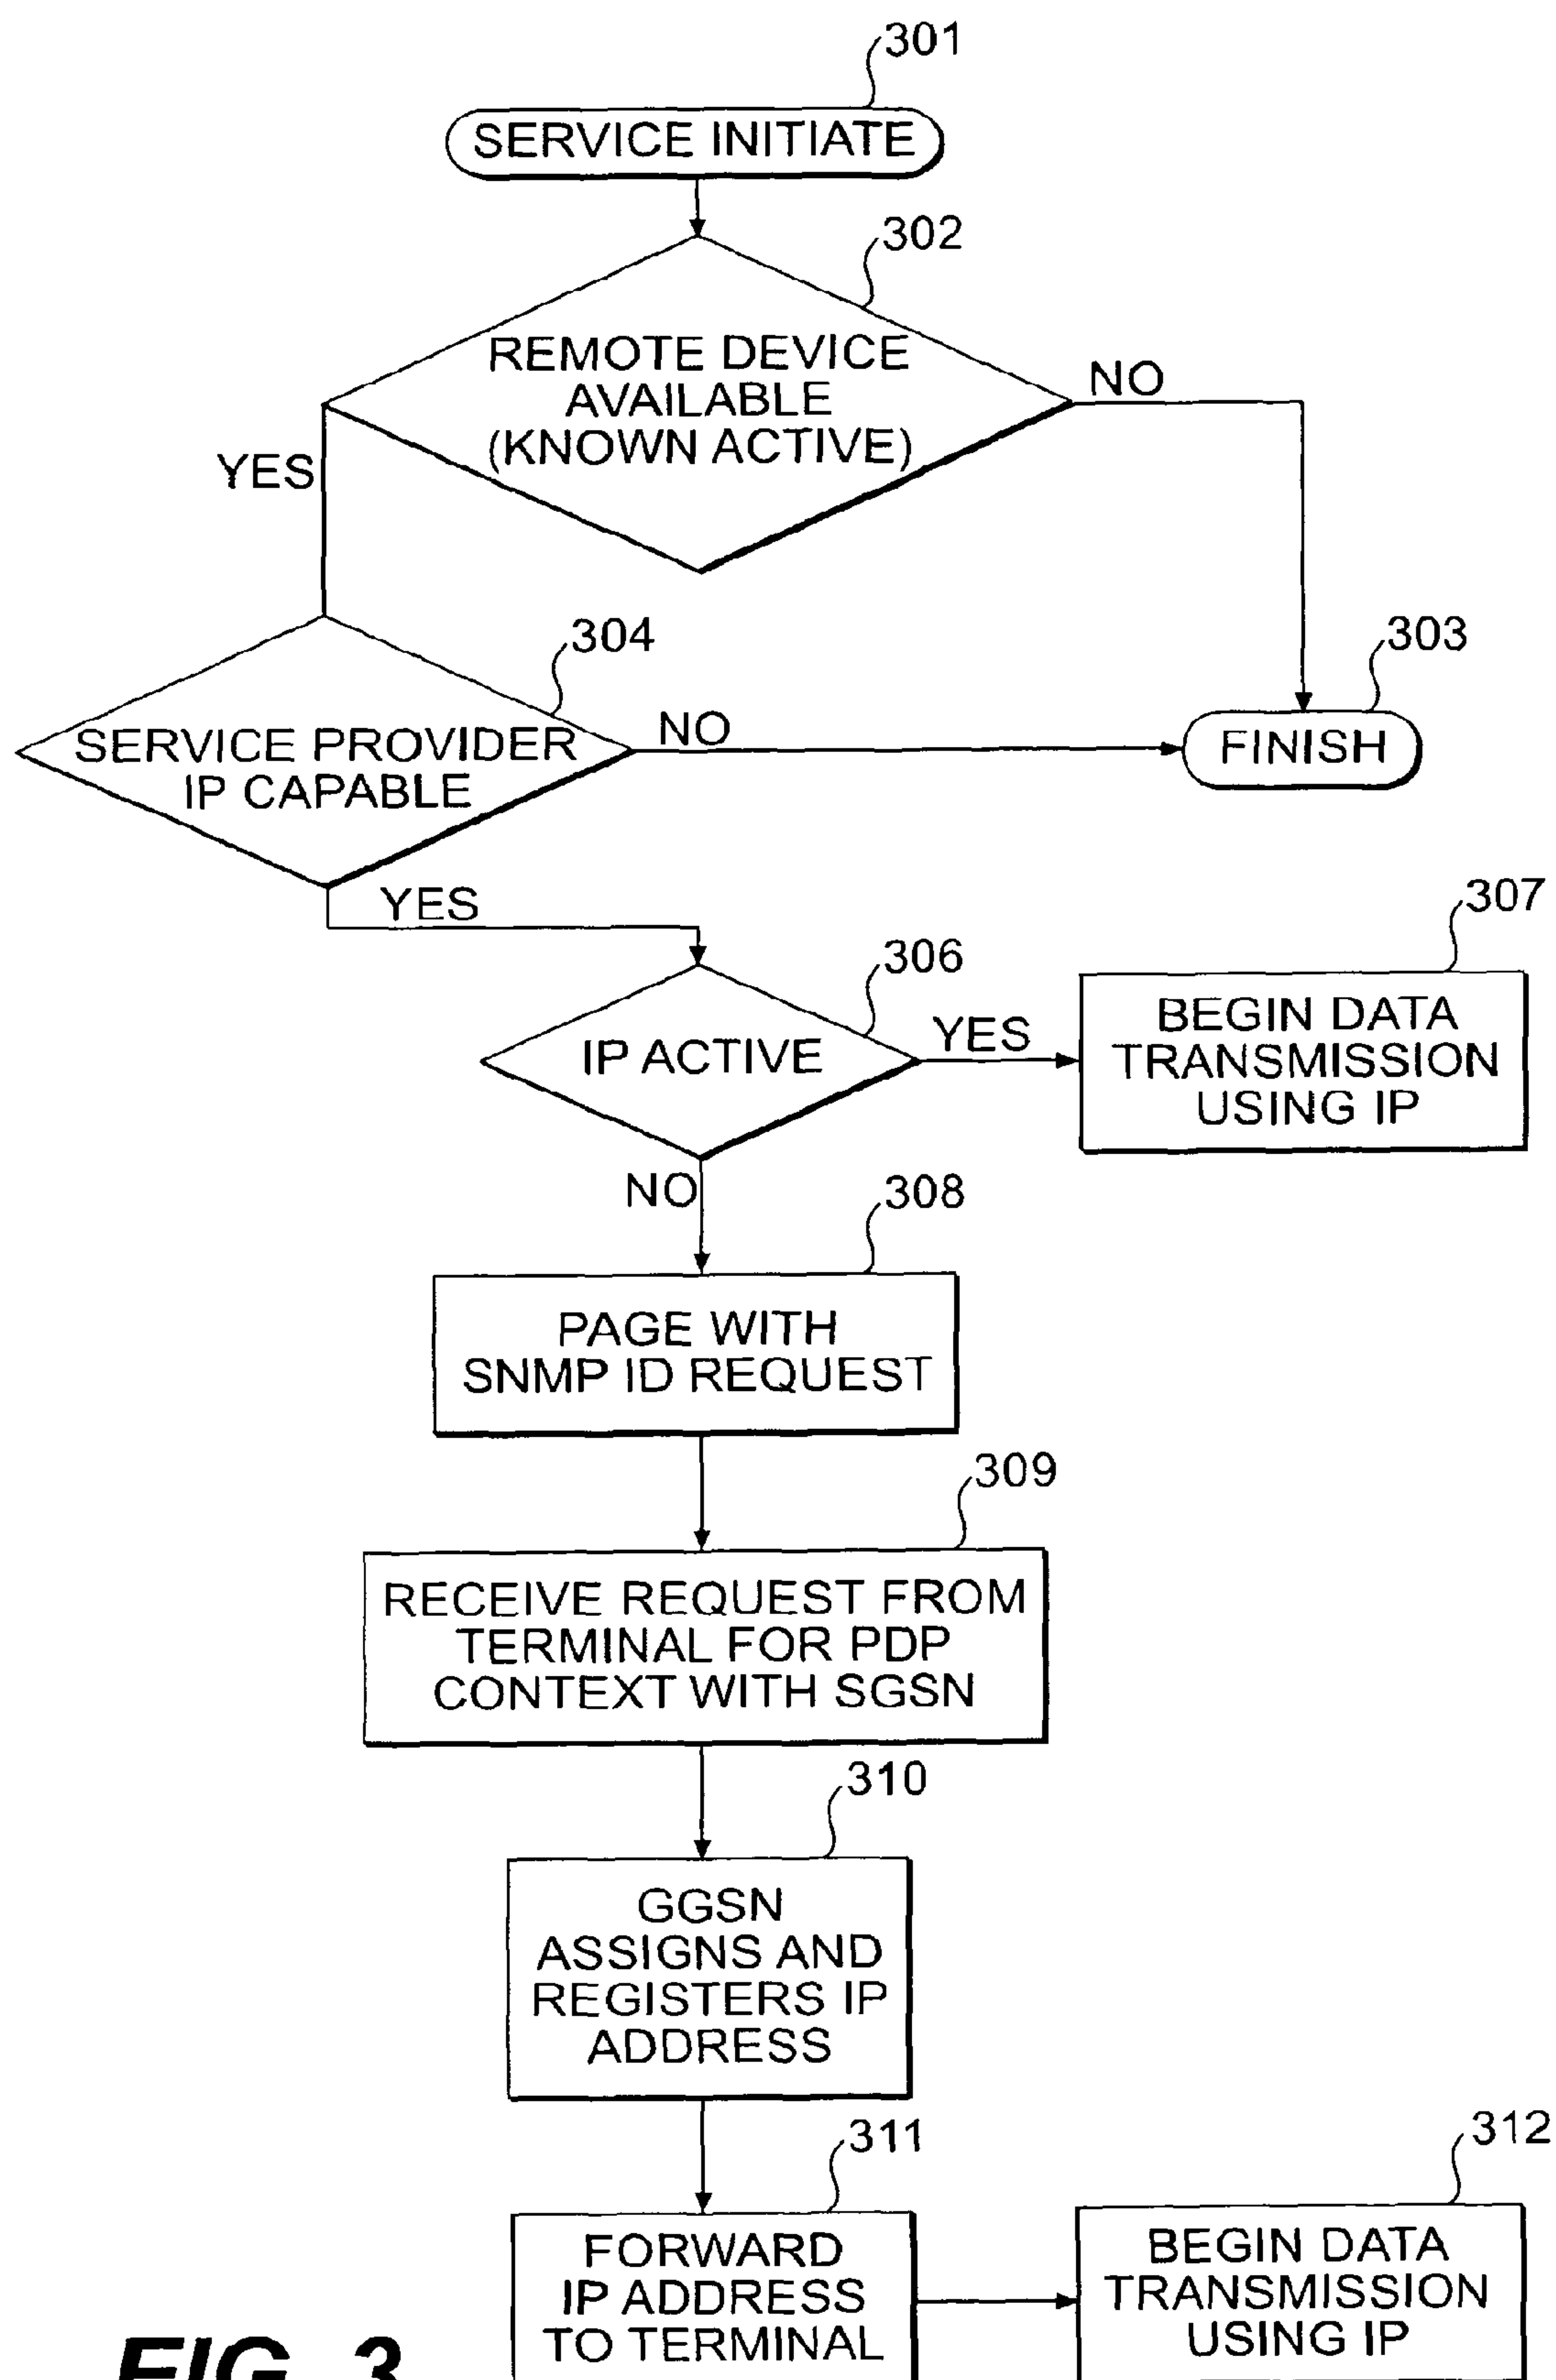 301
SERVICE INITIATE
302
REMOTE DEVICE
AVAILABLE
(KNOWN ACTIVE)
NO
YES
304
303
SERVICE PROVIDER
IP CAPABLE
NO
FINISH
YES
307
306
IP ACTIVE
YES
BEGIN DATA
TRANSMISSION
USING IP
NO
308
PAGE WITH
SNMP ID REQUEST
309
RECEIVE REQUEST FROM
TERMINAL FOR PDP
CONTEXT WITH SGSN
310
GGSN
ASSIGNS AND
REGISTERS IP
ADDRESS
311
312
FORWARD
IP ADDRESS
TO TERMINAL
BEGIN DATA
TRANSMISSION
USING IP
FIG. 3